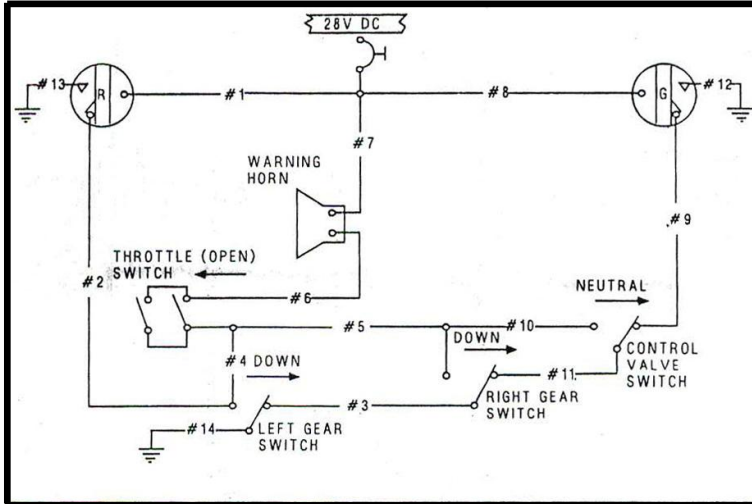 28V DC
#13
R
#1
#8
G
#12
#7
WARNING
HORN
#9
THROTTLE (OPEN)
SWITCH
#2
#6
NEUTRAL
#5
#10
#4
DOWN
DOWN
CONTROL
VALVE
SWITCH
#11
#3
RIGHT GEAR
SWITCH
#14
LEFT GEAR
SWITCH